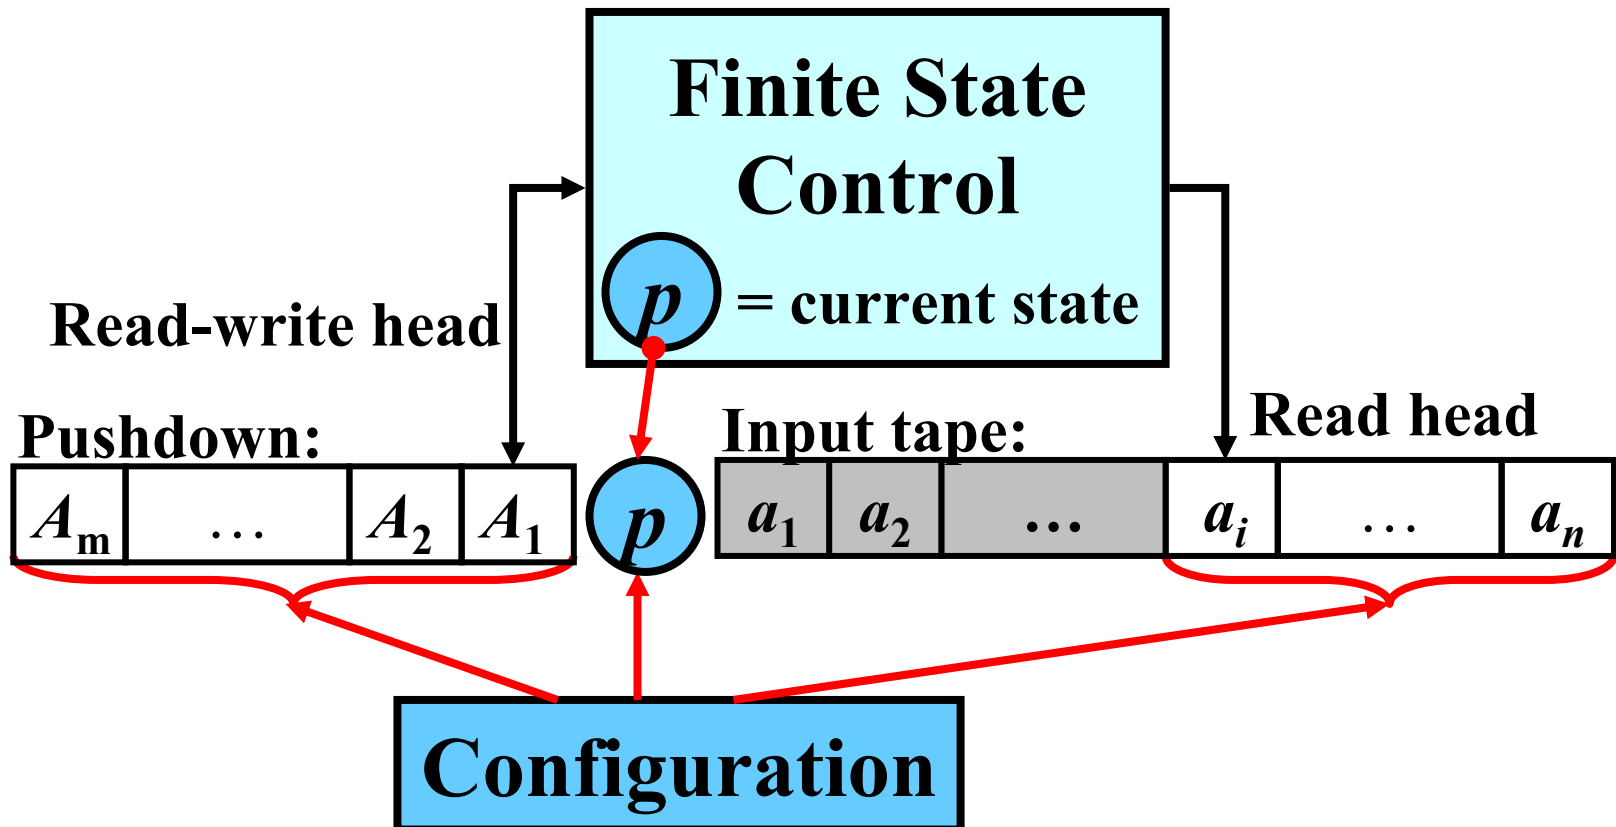 Finite State
Control
p = current state
Read-write head
Read head
Pushdown:
Input tape:
Aₘ … A₂ A₁ p a₁ a₂ … aᵢ … aₙ
Configuration